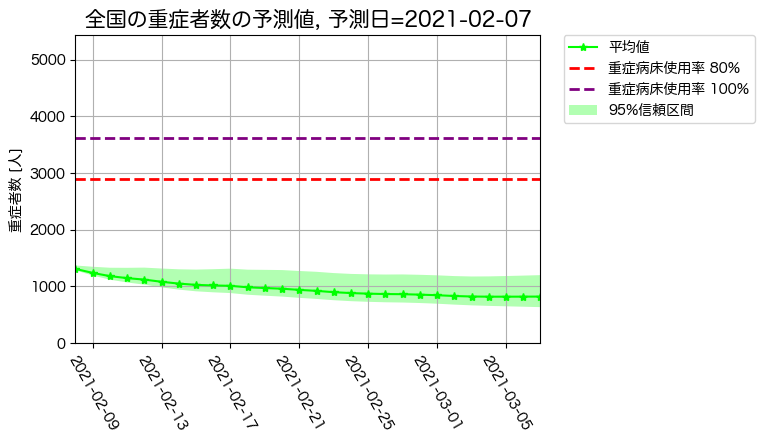 全国の重症者数の予測値, 予測日=2021-02-07
重症者数 [人]
5000
4000
3000
2000
1000
0
2021-02-09
2021-02-13
2021-02-17
2021-02-21
2021-02-25
2021-03-01
2021-03-05
平均値
重症病床使用率 80%
重症病床使用率 100%
95%信頼区間